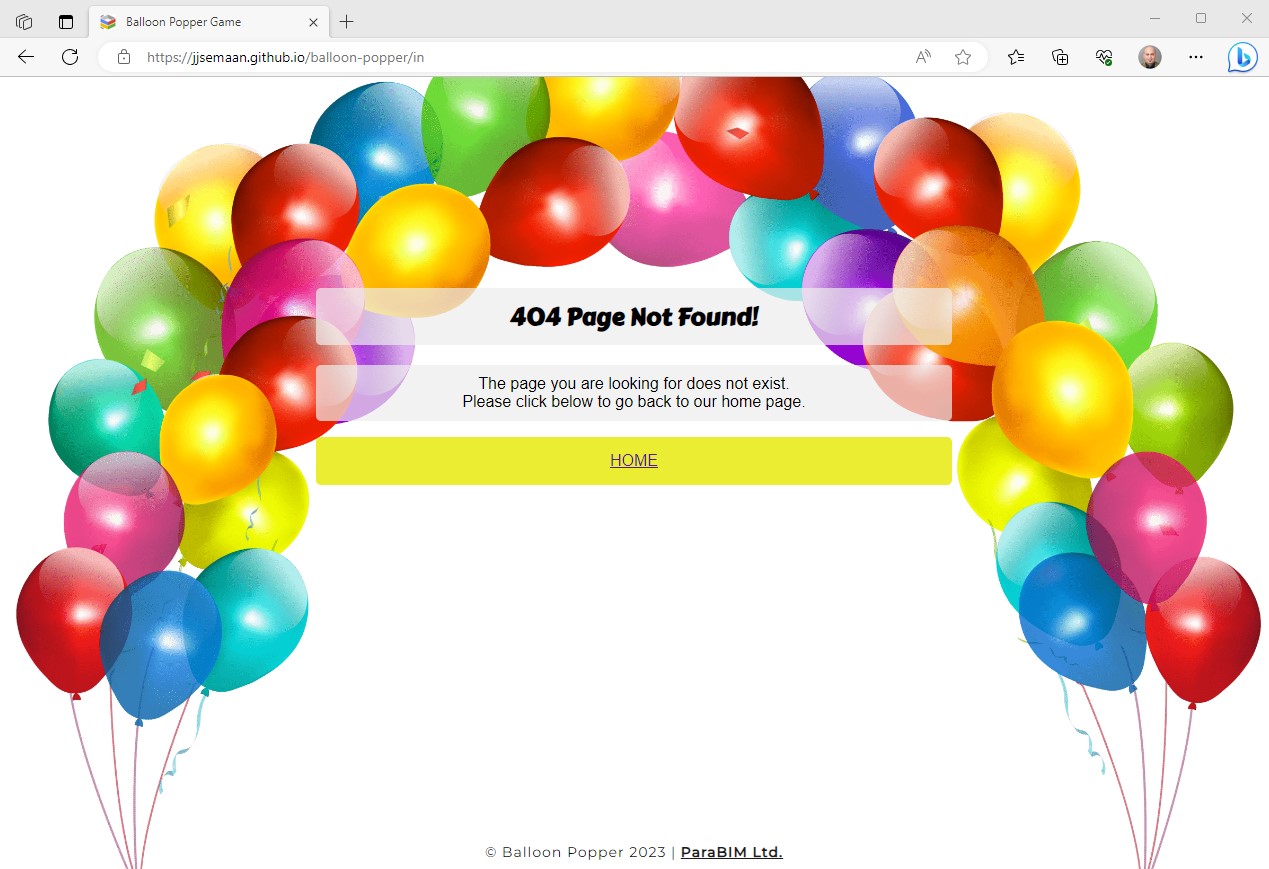 Balloon Popper Game
https://jjsemaan.github.io/balloon-popper/in
404 Page Not Found!
The page you are looking for does not exist.
Please click below to go back to our home page.
HOME
© Balloon Popper 2023 | ParaBIM Ltd.